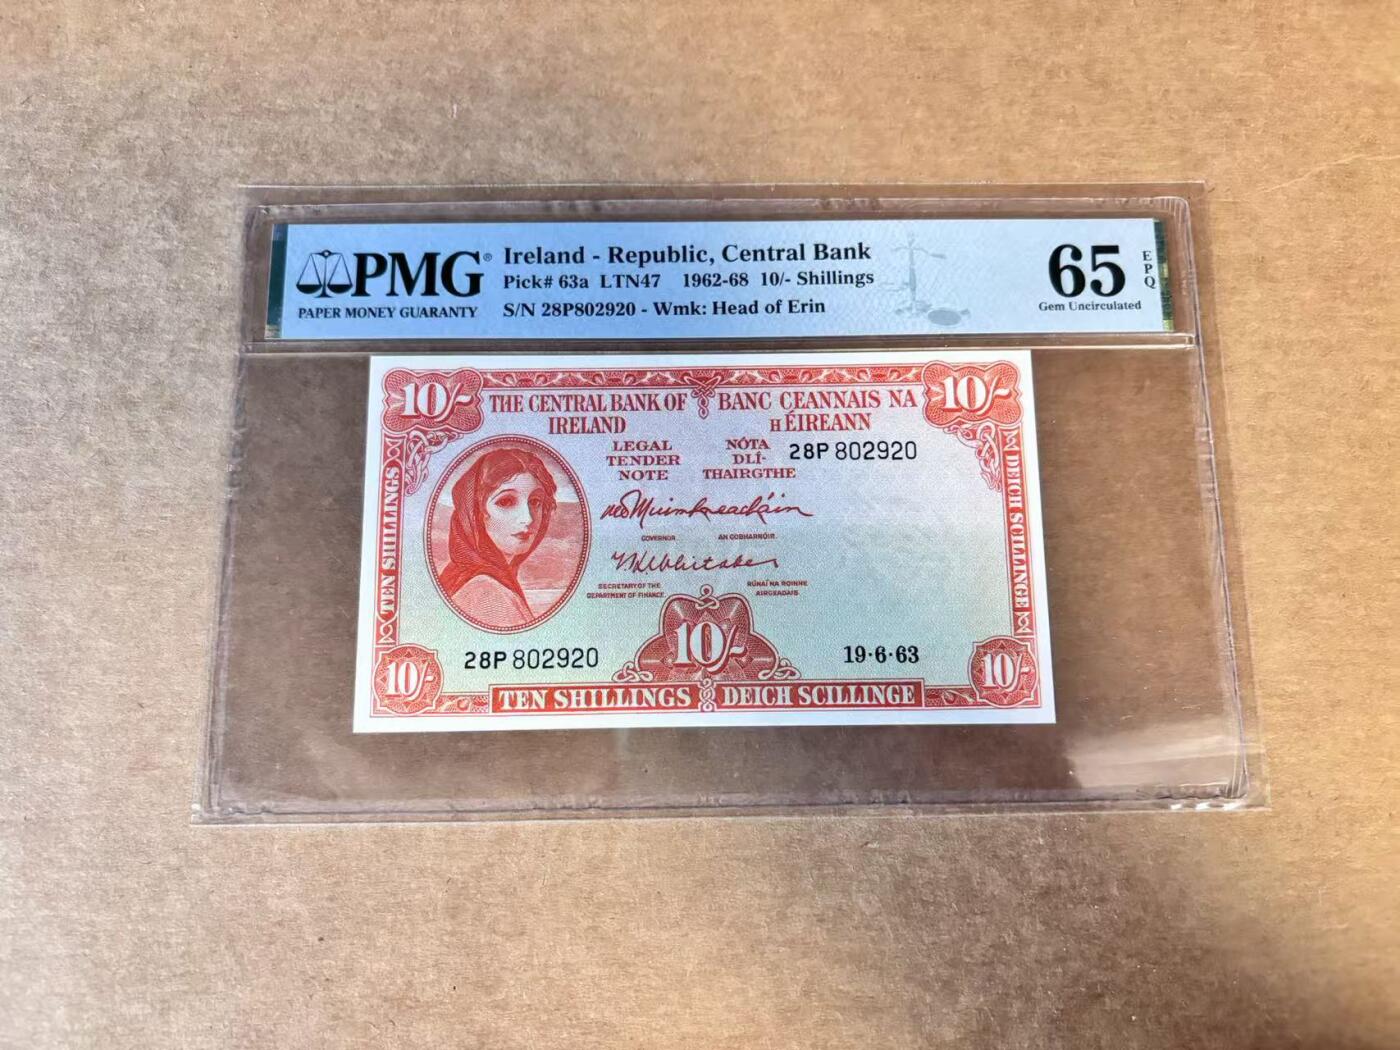 PMG®
PAPER MONEY GUARANTY
Ireland - Republic, Central Bank
Pick# 63a LTN47 1962-68 10/- Shillings
S/N 28P802920 - Wmk: Head of Erin
65
EPQ
Gem Uncirculated
10/-
10/-
THE CENTRAL BANK OF
IRELAND
BANC CEANNAIS NA
HÉIREANN
LEGAL
TENDER
NOTE
NÓTA
DLÍ-
THAIRGTHE
28P 802920
TEN SHILLINGS
DEICH SCILLINGE
GOVERNOR
AN GOBHARNÓIR
SECRETARY OF THE
DEPARTMENT OF FINANCE
RÚNAÍ NA ROINNE
AIRGEADAIS
28P 802920
10/-
19·6·63
10/-
10/-
TEN SHILLINGS
DEICH SCILLINGE